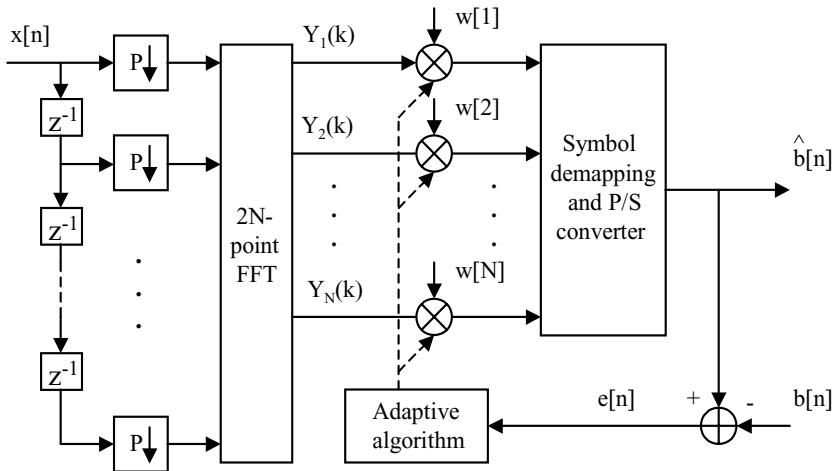 x[n]
P
Y₁(k)
w[1]
z⁻¹
P
Y₂(k)
w[2]
z⁻¹
2N-
point
FFT
Symbol
demapping
and P/S
converter
^
b[n]
Y_N(k)
w[N]
z⁻¹
P
Adaptive
algorithm
e[n]
+
-
b[n]